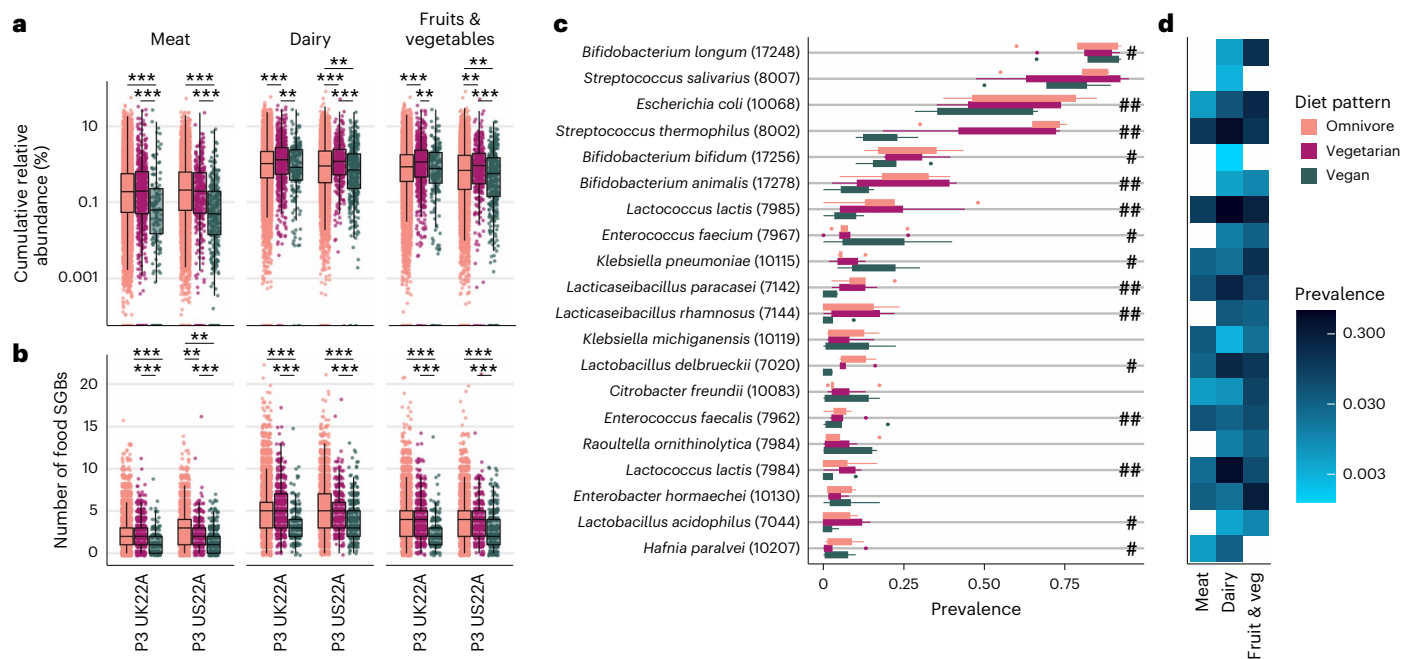 a
Meat
Dairy
Fruits &
vegetables
*** *** *** ** *** ** ***
*** *** *** ** *** ** ** ***
Cumulative relative
abundance (%)
10
0.1
0.001
b
*** ** *** *** *** *** ***
*** ** *** *** *** *** ***
Number of food SGBs
20
15
10
5
0
P3 UK22A
P3 US22A
P3 UK22A
P3 US22A
P3 UK22A
P3 US22A
c
Bifidobacterium longum (17248) #
Streptococcus salivarius (8007)
Escherichia coli (10068) ##
Streptococcus thermophilus (8002) ##
Bifidobacterium bifidum (17256) #
Bifidobacterium animalis (17278) ##
Lactococcus lactis (7985) ##
Enterococcus faecium (7967) #
Klebsiella pneumoniae (10115) #
Lacticaseibacillus paracasei (7142) ##
Lacticaseibacillus rhamnosus (7144) ##
Klebsiella michiganensis (10119)
Lactobacillus delbrueckii (7020) #
Citrobacter freundii (10083)
Enterococcus faecalis (7962) ##
Raoultella ornithinolytica (7984)
Lactococcus lactis (7984) ##
Enterobacter hormaechei (10130)
Lactobacillus acidophilus (7044) #
Hafnia paralvei (10207) #
0 0.25 0.50 0.75
Prevalence
d
Meat
Dairy
Fruit & veg
Diet pattern
Omnivore
Vegetarian
Vegan
Prevalence
0.300
0.030
0.003